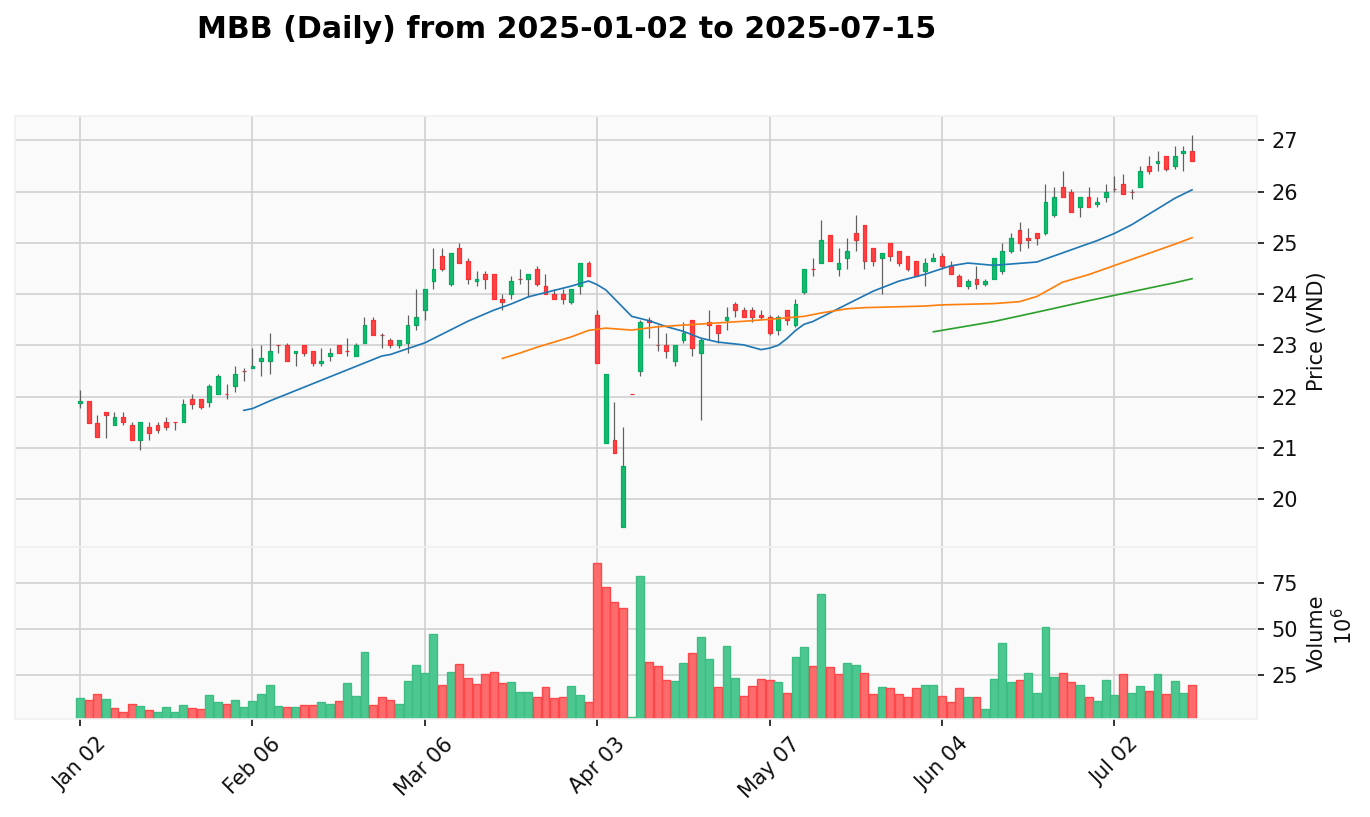 MBB (Daily) from 2025-01-02 to 2025-07-15
27
26
25
24
23
22
21
20
Price (VND)
75
50
25
Volume
10⁶
Jan 02
Feb 06
Mar 06
Apr 03
May 07
Jun 04
Jul 02